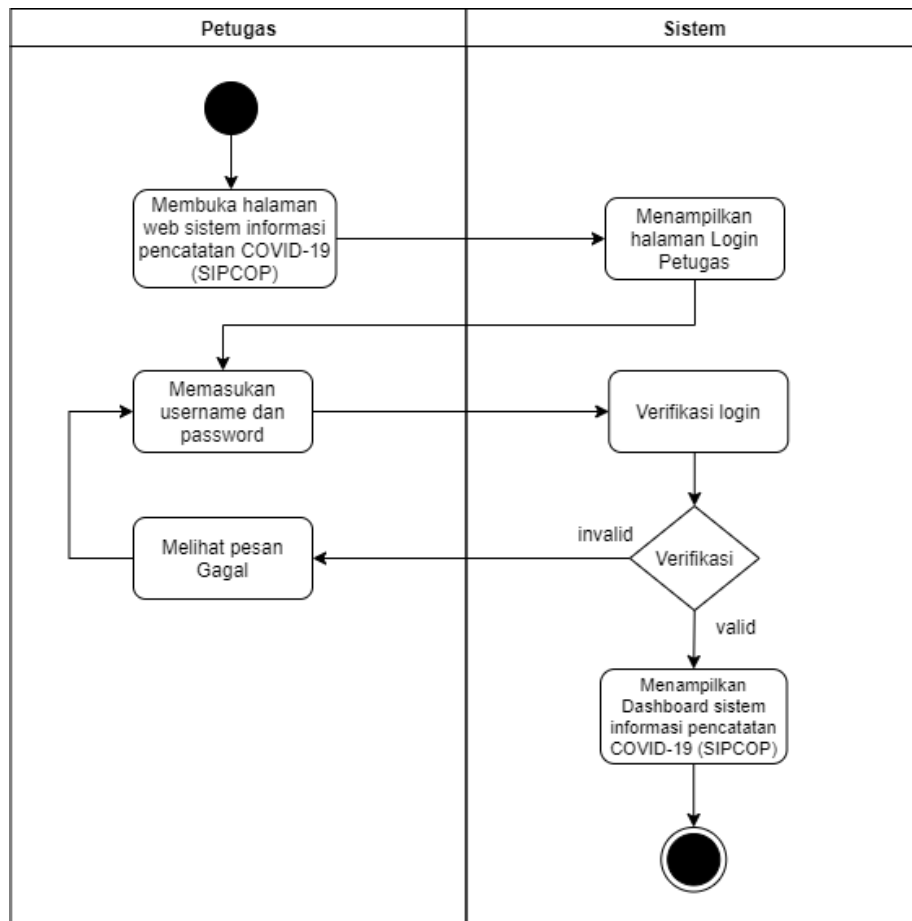 Petugas
Sistem
Membuka halaman
web sistem informasi
pencatatan COVID-19
(SIPCOP)
Menampilkan
halaman Login
Petugas
Memasukan
username dan
password
Verifikasi login
Melihat pesan
Gagal
invalid
Verifikasi
valid
Menampilkan
Dashboard sistem
informasi pencatatan
COVID-19 (SIPCOP)